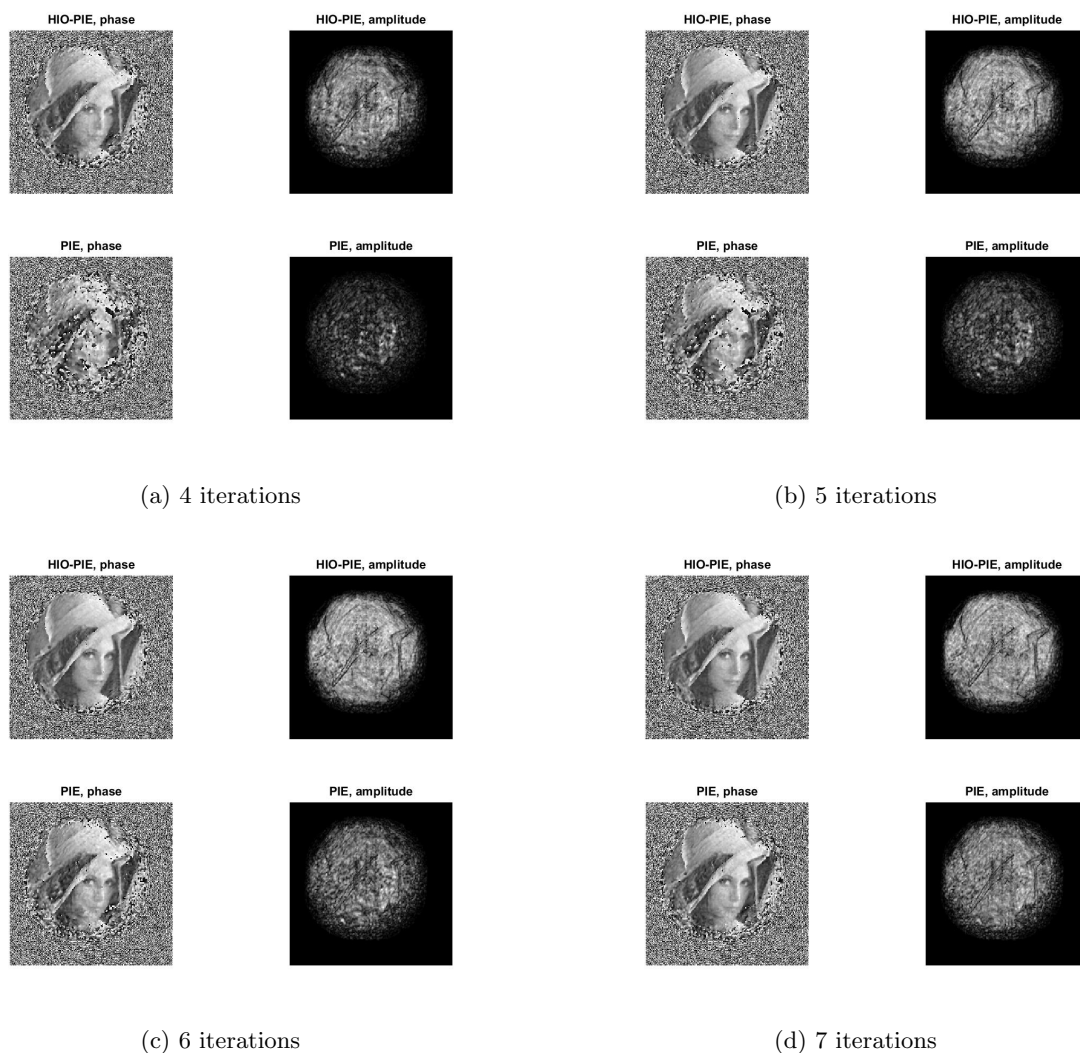 HIO-PIE, phase
HIO-PIE, amplitude
PIE, phase
PIE, amplitude
(a) 4 iterations
HIO-PIE, phase
HIO-PIE, amplitude
PIE, phase
PIE, amplitude
(b) 5 iterations
HIO-PIE, phase
HIO-PIE, amplitude
PIE, phase
PIE, amplitude
(c) 6 iterations
HIO-PIE, phase
HIO-PIE, amplitude
PIE, phase
PIE, amplitude
(d) 7 iterations